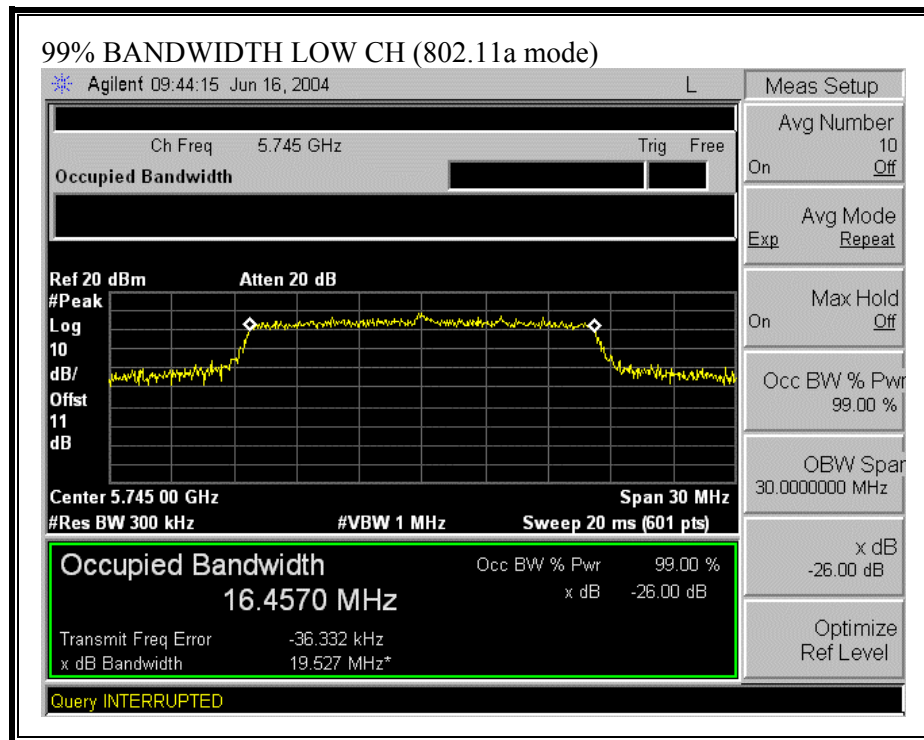 99% BANDWIDTH LOW CH (802.11a mode)
Agilent 09:44:15 Jun 16, 2004 L
Ch Freq 5.745 GHz Trig Free
Occupied Bandwidth
Ref 20 dBm Atten 20 dB
#Peak
Log
10
dB/
Offst
11
dB
Center 5.745 00 GHz Span 30 MHz
#Res BW 300 kHz #VBW 1 MHz Sweep 20 ms (601 pts)
Occupied Bandwidth
16.4570 MHz
Occ BW % Pwr 99.00 %
x dB -26.00 dB
Transmit Freq Error -36.332 kHz
x dB Bandwidth 19.527 MHz*
Query INTERRUPTED
Meas Setup
Avg Number
10
On Off
Avg Mode
Exp Repeat
Max Hold
On Off
Occ BW % Pwr
99.00 %
OBW Spar
30.0000000 MHz
x dB
-26.00 dB
Optimize
Ref Level